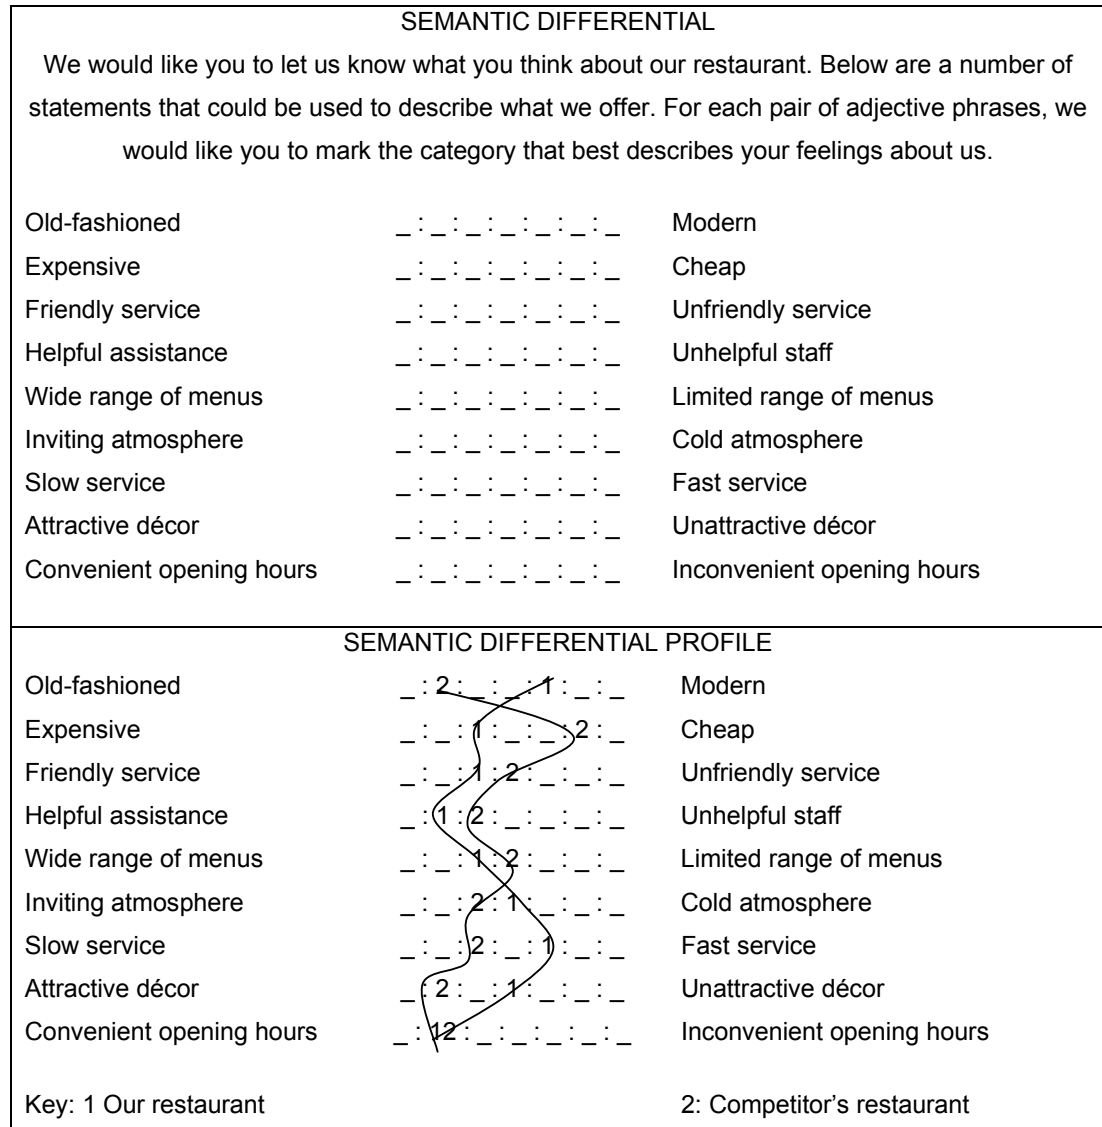 SEMANTIC DIFFERENTIAL
We would like you to let us know what you think about our restaurant. Below are a number of
statements that could be used to describe what we offer. For each pair of adjective phrases, we
would like you to mark the category that best describes your feelings about us.
Old-fashioned _ : _ : _ : _ : _ : _ : _ Modern
Expensive _ : _ : _ : _ : _ : _ : _ Cheap
Friendly service _ : _ : _ : _ : _ : _ : _ Unfriendly service
Helpful assistance _ : _ : _ : _ : _ : _ : _ Unhelpful staff
Wide range of menus _ : _ : _ : _ : _ : _ : _ Limited range of menus
Inviting atmosphere _ : _ : _ : _ : _ : _ : _ Cold atmosphere
Slow service _ : _ : _ : _ : _ : _ : _ Fast service
Attractive décor _ : _ : _ : _ : _ : _ : _ Unattractive décor
Convenient opening hours _ : _ : _ : _ : _ : _ : _ Inconvenient opening hours
SEMANTIC DIFFERENTIAL PROFILE
Old-fashioned _ : 2 : _ : _ : 1 : _ : _ Modern
Expensive _ : _ : 1 : _ : _ : 2 : _ Cheap
Friendly service _ : _ : 1 : 2 : _ : _ : _ Unfriendly service
Helpful assistance _ : 1 : 2 : _ : _ : _ : _ Unhelpful staff
Wide range of menus _ : _ : 1 : 2 : _ : _ : _ Limited range of menus
Inviting atmosphere _ : _ : 2 : 1 : _ : _ : _ Cold atmosphere
Slow service _ : _ : 2 : _ : 1 : _ : _ Fast service
Attractive décor _ : 2 : _ : 1 : _ : _ : _ Unattractive décor
Convenient opening hours _ : 12 : _ : _ : _ : _ : _ Inconvenient opening hours
Key: 1 Our restaurant 2: Competitor’s restaurant